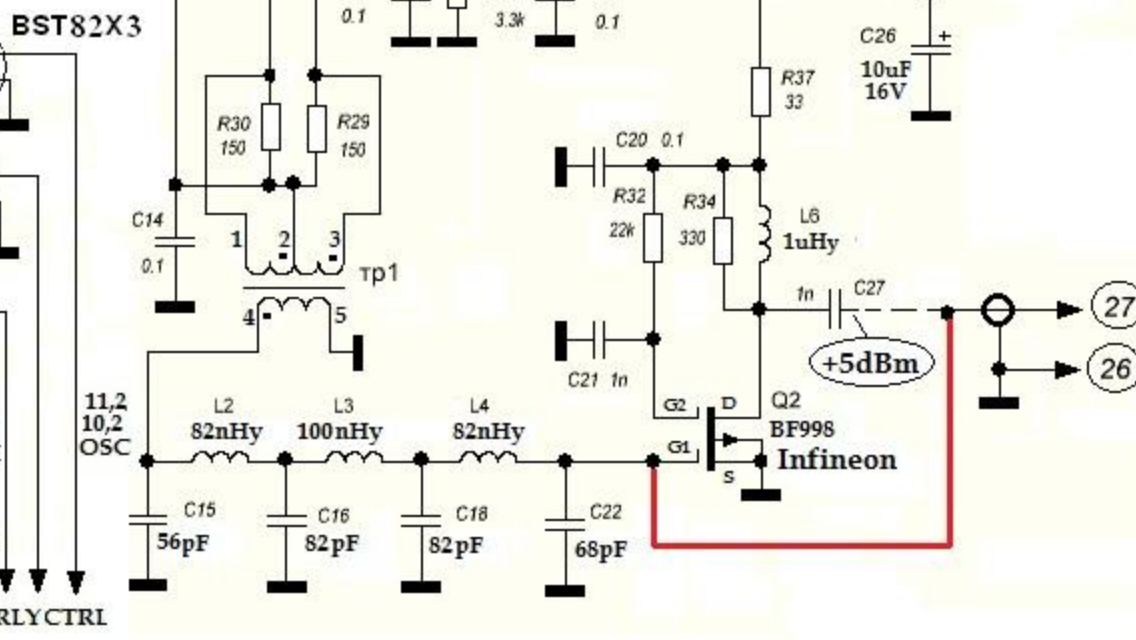 BST82X3
0.1
3.3k
0.1
C26
+
10uF
16V
R37
33
R30
150
R29
150
C20 0.1
R32
22k
R34
330
L6
1uHy
C14
0.1
1
2
3
тр1
4
5
1n
C27
27
+5dBm
26
C21 1n
11,2
10,2
OSC
L2
82nHy
L3
100nHy
L4
82nHy
G2
D
Q2
BF998
G1
Infineon
S
C15
56pF
C16
82pF
C18
82pF
C22
68pF
RLYCTRL